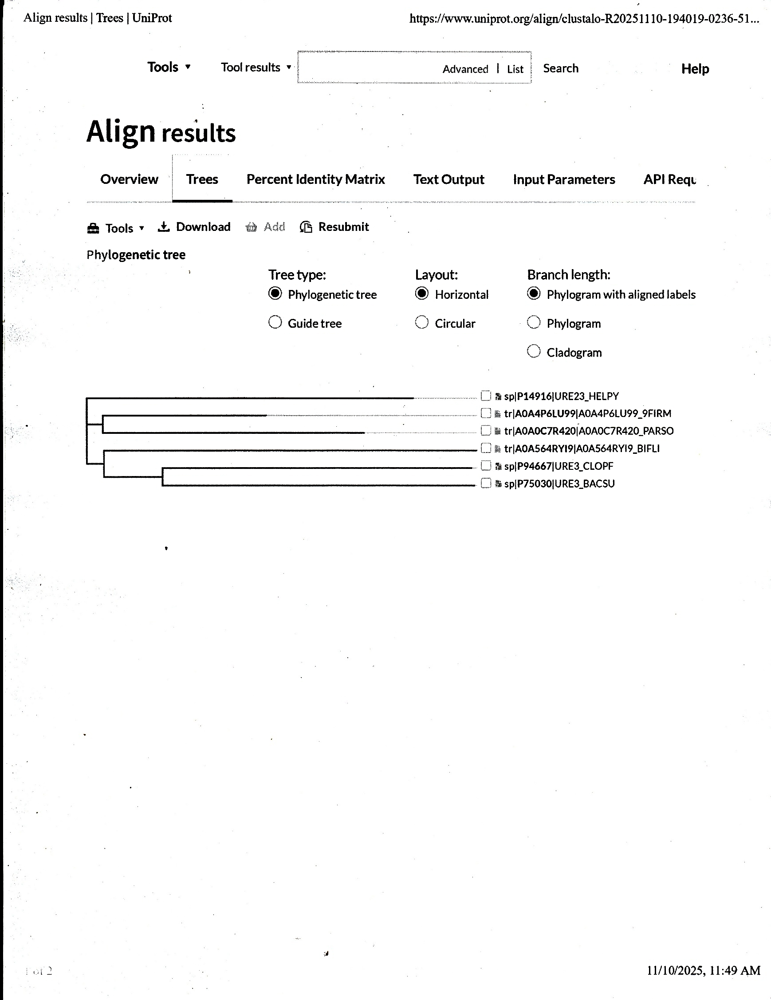 Align results | Trees | UniProt
https://www.uniprot.org/align/clustalo-R20251110-194019-0236-51...
Tools Tool results Advanced | List Search Help
Align results
Overview Trees Percent Identity Matrix Text Output Input Parameters API Requ
Tools Download Add Resubmit
Phylogenetic tree
Tree type: Layout: Branch length:
Phylogenetic tree Horizontal Phylogram with aligned labels
Guide tree Circular Phylogram
Cladogram
sp|P14916|URE23_HELPY
tr|A0A4P6LU99|A0A4P6LU99_9FIRM
tr|A0A0C7R420|A0A0C7R420_PARSO
tr|A0A564RYI9|A0A564RYI9_BIFLI
sp|P94667|URE3_CLOPF
sp|P75030|URE3_BACSU
1 of 2
11/10/2025, 11:49 AM